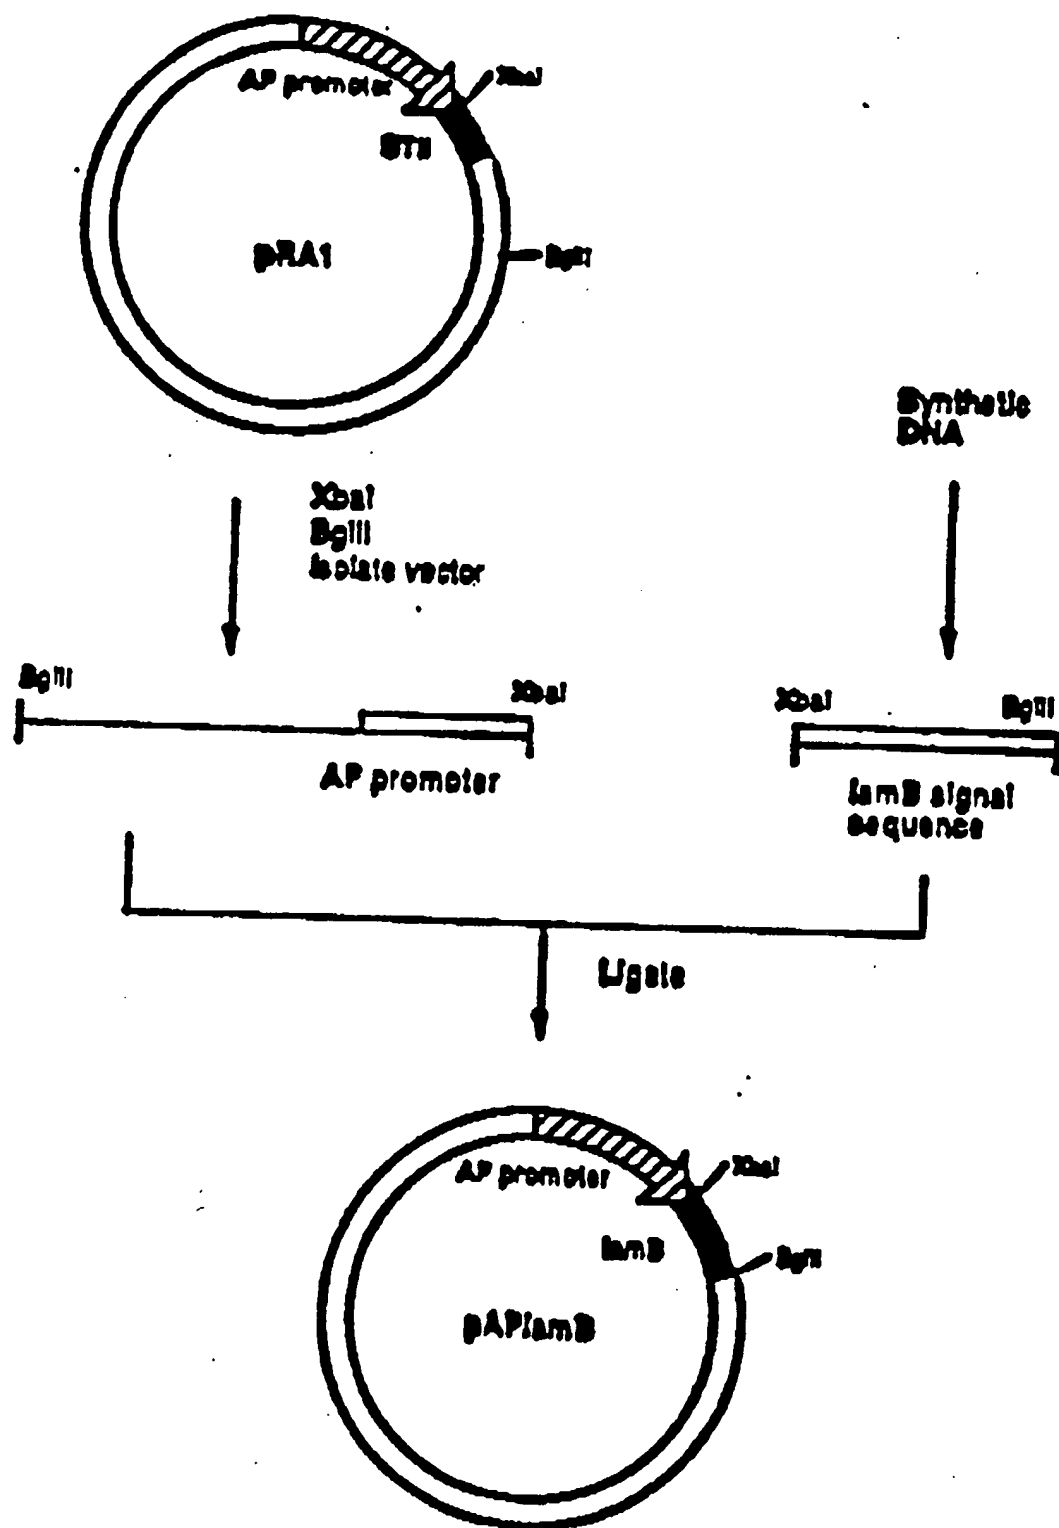 AP promoter
XbaI
STII
pRA1
BglII
Synthetic
DNA
XbaI
BglII
Isolate vector
BglII
XbaI
AP promoter
XbaI
BglII
lamB signal
sequence
Ligate
AP promoter
XbaI
lamB
BglII
pAPlamB